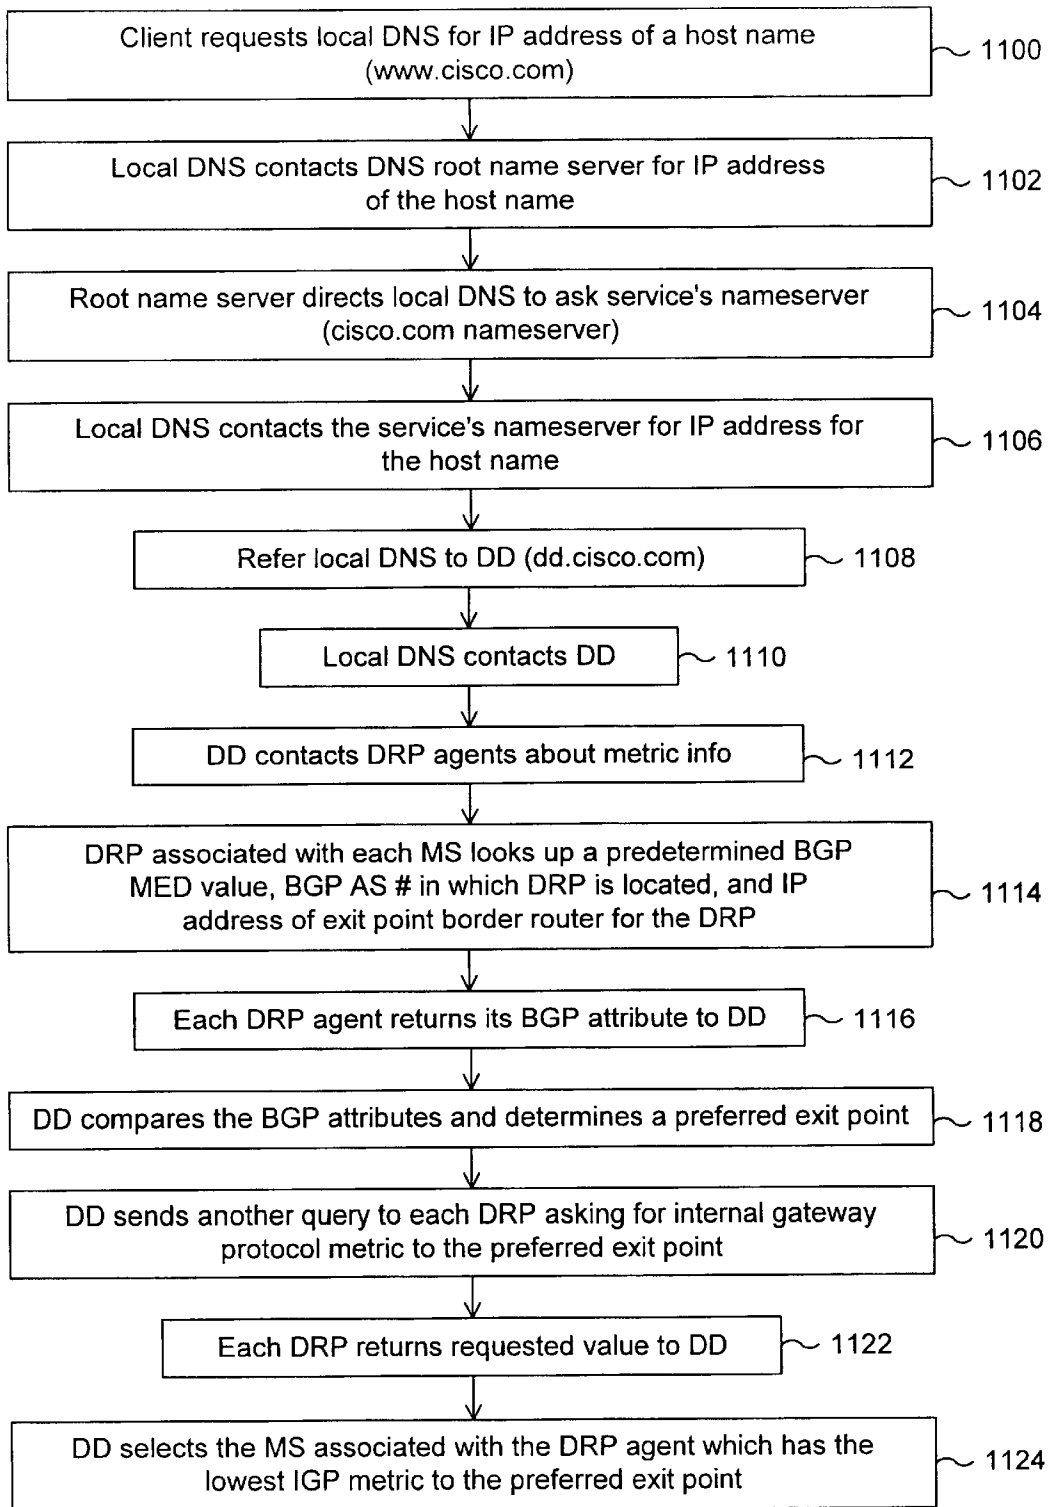 Client requests local DNS for IP address of a host name
(www.cisco.com)
1100
Local DNS contacts DNS root name server for IP address
of the host name
1102
Root name server directs local DNS to ask service's nameserver
(cisco.com nameserver)
1104
Local DNS contacts the service's nameserver for IP address for
the host name
1106
Refer local DNS to DD (dd.cisco.com)
1108
Local DNS contacts DD
1110
DD contacts DRP agents about metric info
1112
DRP associated with each MS looks up a predetermined BGP
MED value, BGP AS # in which DRP is located, and IP
address of exit point border router for the DRP
1114
Each DRP agent returns its BGP attribute to DD
1116
DD compares the BGP attributes and determines a preferred exit point
1118
DD sends another query to each DRP asking for internal gateway
protocol metric to the preferred exit point
1120
Each DRP returns requested value to DD
1122
DD selects the MS associated with the DRP agent which has the
lowest IGP metric to the preferred exit point
1124